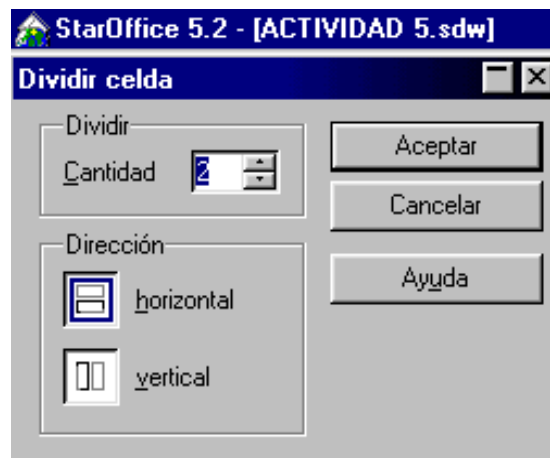 StarOffice 5.2 - [ACTIVIDAD 5.sdw]
Dividir celda
Dividir
Cantidad 2
Aceptar
Cancelar
Dirección
horizontal
Ayuda
vertical